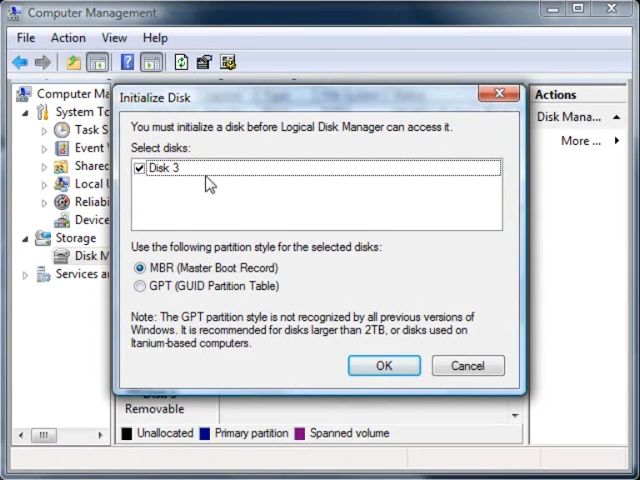 Computer Management
File Action View Help
Computer Ma
System To
Task S
Event
Shared
Local
Reliabi
Device
Storage
Disk M
Services a
Initialize Disk
You must initialize a disk before Logical Disk Manager can access it.
Select disks:
Disk 3
Use the following partition style for the selected disks:
MBR (Master Boot Record)
GPT (GUID Partition Table)
Note: The GPT partition style is not recognized by all previous versions of
Windows. It is recommended for disks larger than 2TB, or disks used on
Itanium-based computers.
OK Cancel
Removable
Unallocated Primary partition Spanned volume
Actions
Disk Mana...
More ...